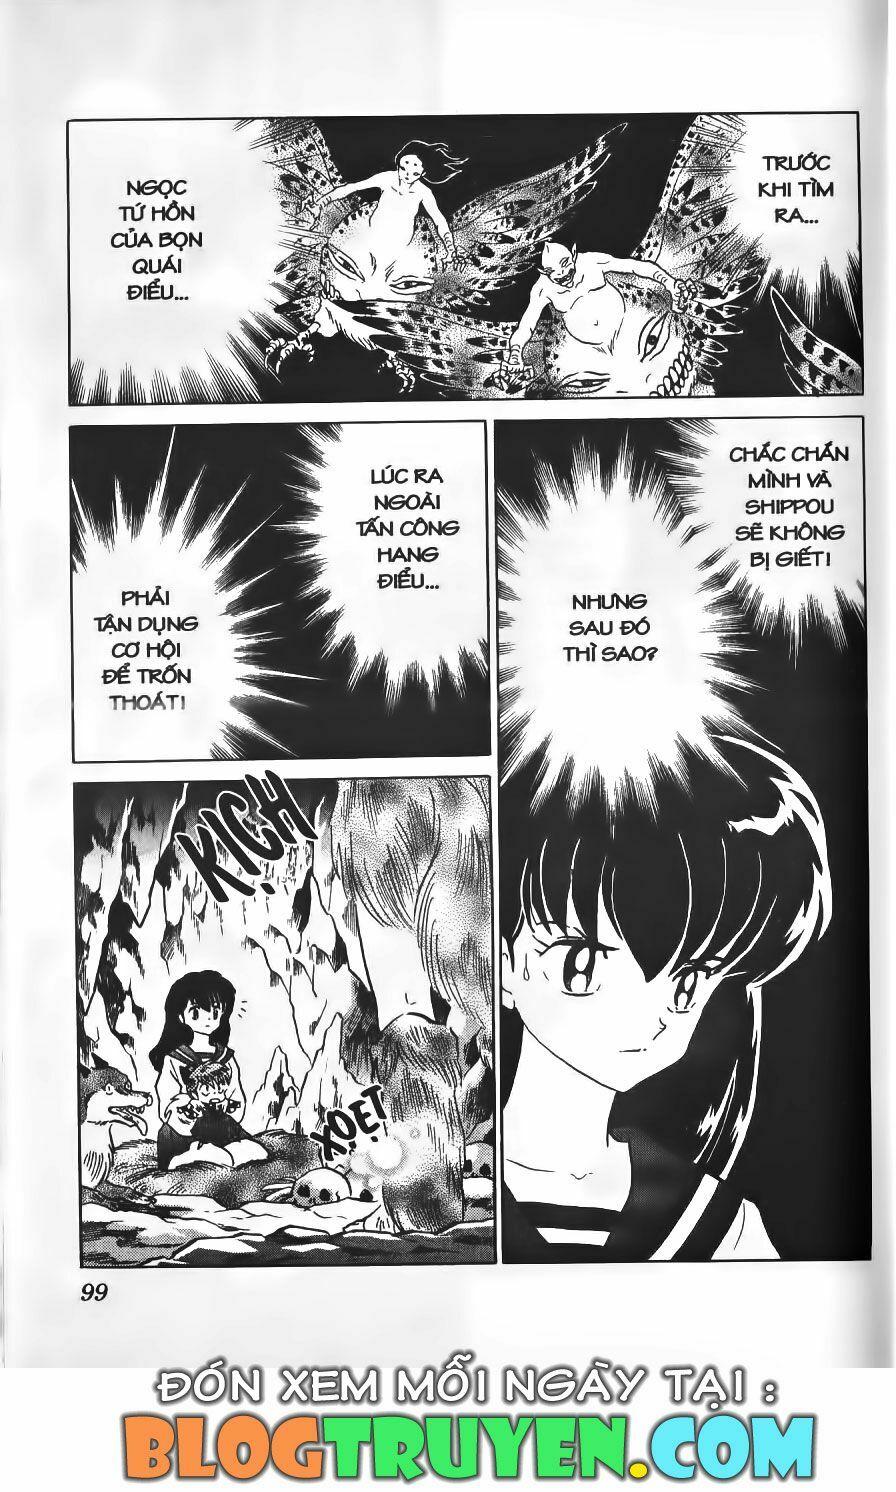 TRƯỚC
KHI TÌM
RA...
NGỌC
TỨ HỒN
CỦA BỌN
QUÁI
ĐIỂU...
CHẮC CHẮN
MÌNH VÀ
SHIPPOU
SẼ KHÔNG
BỊ GIẾT!
NHƯNG
SAU ĐÓ
THÌ SAO?
LÚC RA
NGOÀI
TẤN CÔNG
HANG
ĐIỂU...
PHẢI
TẬN DỤNG
CƠ HỘI
ĐỂ TRỐN
THOÁT!
KỊCH
XOẸT
99
ĐÓN XEM MỖI NGÀY TẠI :
BLOGTRUYEN.COM